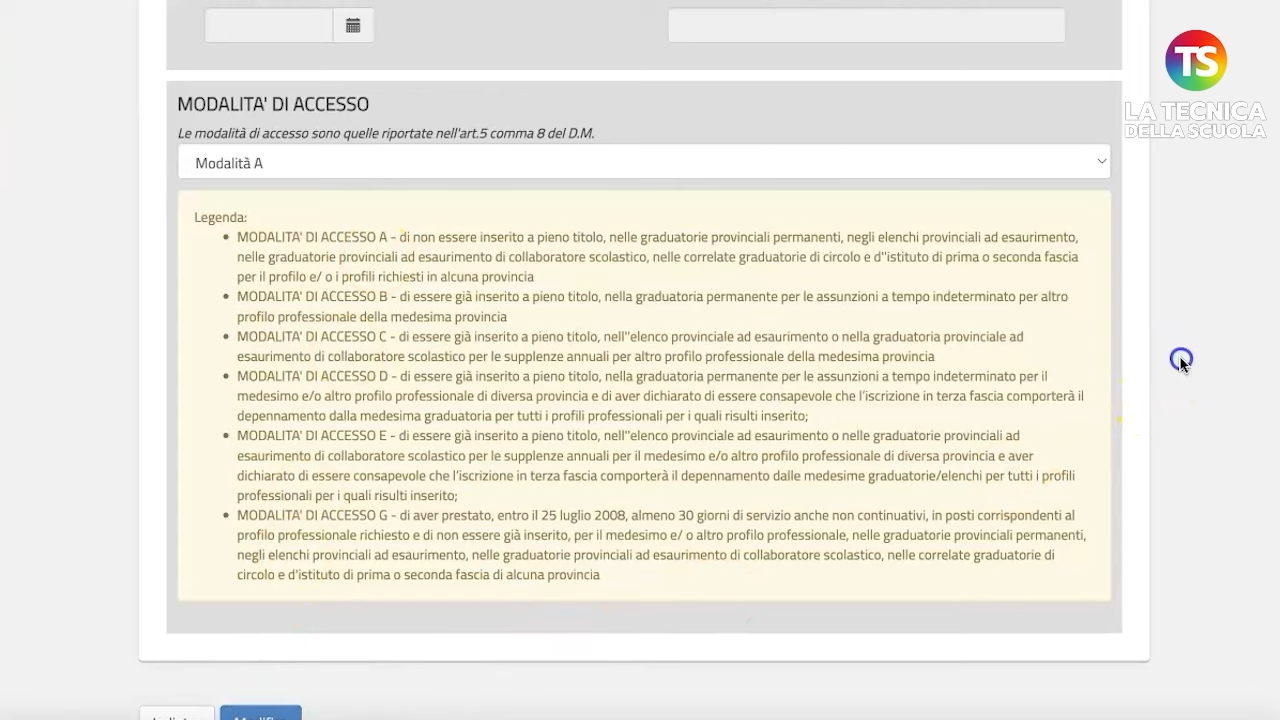 TS
LA TECNICA
DELLA SCUOLA
MODALITA' DI ACCESSO
Le modalità di accesso sono quelle riportate nell'art.5 comma 8 del D.M.
Modalità A
Legenda:
MODALITA' DI ACCESSO A - di non essere inserito a pieno titolo, nelle graduatorie provinciali permanenti, negli elenchi provinciali ad esaurimento,
nelle graduatorie provinciali ad esaurimento di collaboratore scolastico, nelle correlate graduatorie di circolo e d''istituto di prima o seconda fascia
per il profilo e/ o i profili richiesti in alcuna provincia
MODALITA' DI ACCESSO B - di essere già inserito a pieno titolo, nella graduatoria permanente per le assunzioni a tempo indeterminato per altro
profilo professionale della medesima provincia
MODALITA' DI ACCESSO C - di essere già inserito a pieno titolo, nell''elenco provinciale ad esaurimento o nella graduatoria provinciale ad
esaurimento di collaboratore scolastico per le supplenze annuali per altro profilo professionale della medesima provincia
MODALITA' DI ACCESSO D - di essere già inserito a pieno titolo, nella graduatoria permanente per le assunzioni a tempo indeterminato per il
medesimo e/o altro profilo professionale di diversa provincia e di aver dichiarato di essere consapevole che l'iscrizione in terza fascia comporterà il
depennamento dalla medesima graduatoria per tutti i profili professionali per i quali risulti inserito;
MODALITA' DI ACCESSO E - di essere già inserito a pieno titolo, nell''elenco provinciale ad esaurimento o nelle graduatorie provinciali ad
esaurimento di collaboratore scolastico per le supplenze annuali per il medesimo e/o altro profilo professionale di diversa provincia e aver
dichiarato di essere consapevole che l'iscrizione in terza fascia comporterà il depennamento dalle medesime graduatorie/elenchi per tutti i profili
professionali per i quali risulti inserito;
MODALITA' DI ACCESSO G - di aver prestato, entro il 25 luglio 2008, almeno 30 giorni di servizio anche non continuativi, in posti corrispondenti al
profilo professionale richiesto e di non essere già inserito, per il medesimo e/ o altro profilo professionale, nelle graduatorie provinciali permanenti,
negli elenchi provinciali ad esaurimento, nelle graduatorie provinciali ad esaurimento di collaboratore scolastico, nelle correlate graduatorie di
circolo e d'istituto di prima o seconda fascia di alcuna provincia